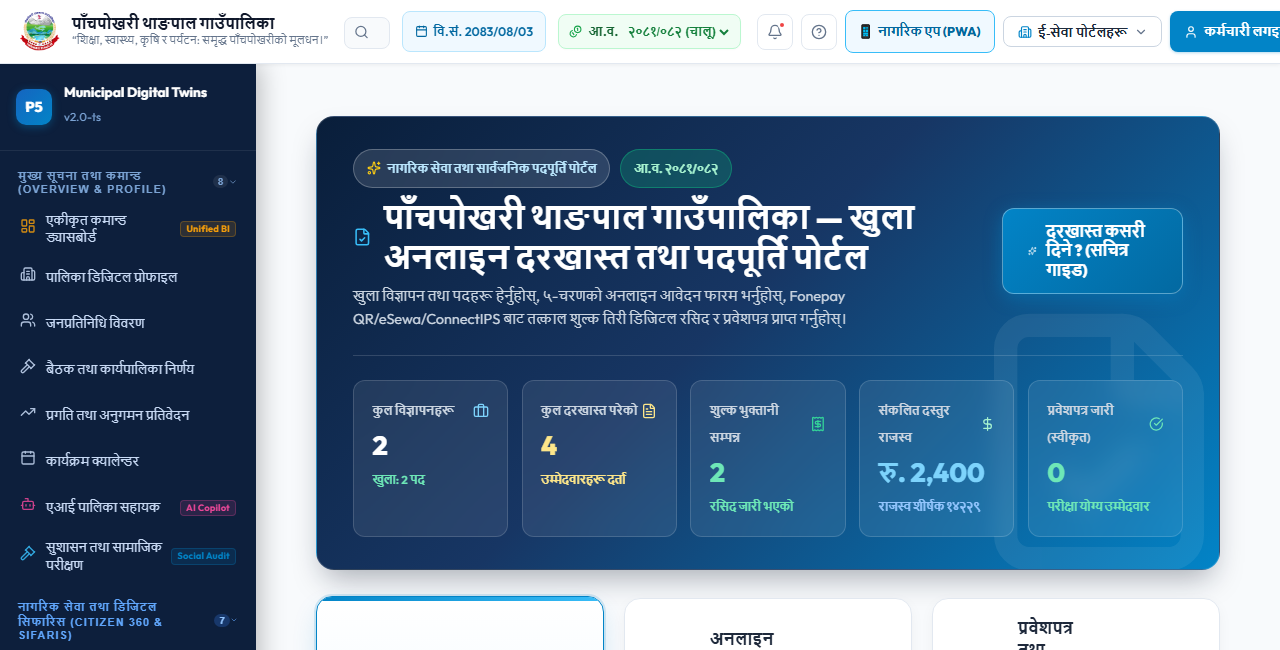 पाँचपोखरी थाङपाल गाउँपालिका
"शिक्षा, स्वास्थ्य, कृषि र पर्यटन: समृद्ध पाँचपोखरीको मूलधन।"
वि.सं. 2083/08/03
आ.व. २०८१/०८२ (चालू)
नागरिक एप (PWA)
ई-सेवा पोर्टलहरू
कर्मचारी लगइ
P5
Municipal Digital Twins
v2.0-ts
मुख्य सूचना तथा कमान्ड
(OVERVIEW & PROFILE)
8
एकीकृत कमान्ड
ड्यासबोर्ड
Unified BI
पालिका डिजिटल प्रोफाइल
जनप्रतिनिधि विवरण
बैठक तथा कार्यपालिका निर्णय
प्रगति तथा अनुगमन प्रतिवेदन
कार्यक्रम क्यालेन्डर
एआई पालिका सहायक
AI Copilot
सुशासन तथा सामाजिक
परीक्षण
Social Audit
नागरिक सेवा तथा डिजिटल
सिफारिस (CITIZEN 360 &
SIFARIS)
7
नागरिक सेवा तथा सार्वजनिक पदपूर्ति पोर्टल
आ.व. २०८१/०८२
पाँचपोखरी थाङपाल गाउँपालिका — खुला
अनलाइन दरखास्त तथा पदपूर्ति पोर्टल
खुला विज्ञापन तथा पदहरू हेर्नुहोस्, ५-चरणको अनलाइन आवेदन फारम भर्नुहोस्, Fonepay
QR/eSewa/ConnectIPS बाट तत्काल शुल्क तिरी डिजिटल रसिद र प्रवेशपत्र प्राप्त गर्नुहोस्।
दरखास्त कसरी
दिने ? (सचित्र
गाइड)
कुल विज्ञापनहरू
2
खुला: 2 पद
कुल दरखास्त परेको
4
उम्मेदवारहरू दर्ता
शुल्क भुक्तानी
सम्पन्न
2
रसिद जारी भएको
संकलित दस्तुर
राजस्व
रु. 2,400
राजस्व शीर्षक १४२२९
प्रवेशपत्र जारी
(स्वीकृत)
0
परीक्षा योग्य उम्मेदवार
अनलाइन
प्रवेशपत्र
तथा